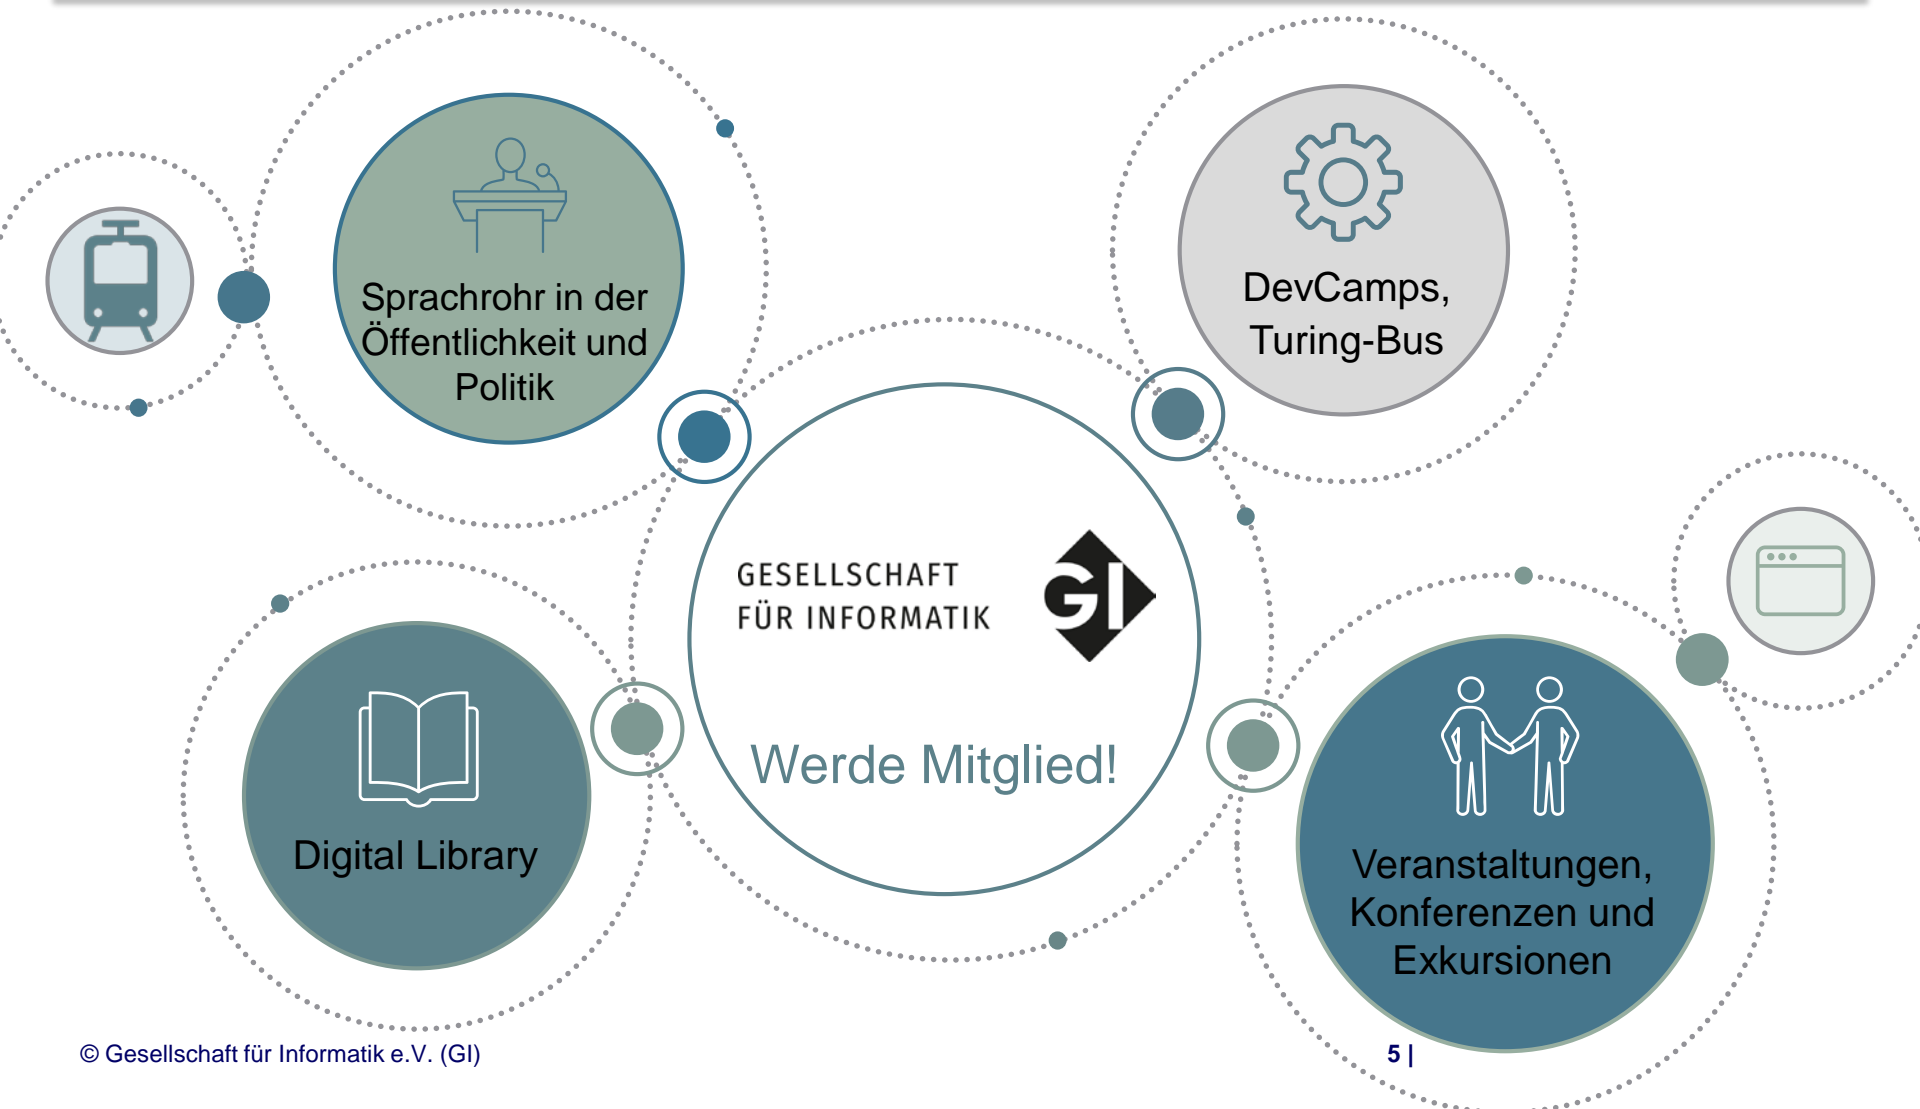 Sprachrohr in der
Öffentlichkeit und
Politik
DevCamps,
Turing-Bus
GESELLSCHAFT
FÜR INFORMATIK
GI
Werde Mitglied!
Digital Library
Veranstaltungen,
Konferenzen und
Exkursionen
© Gesellschaft für Informatik e.V. (GI)
5 |